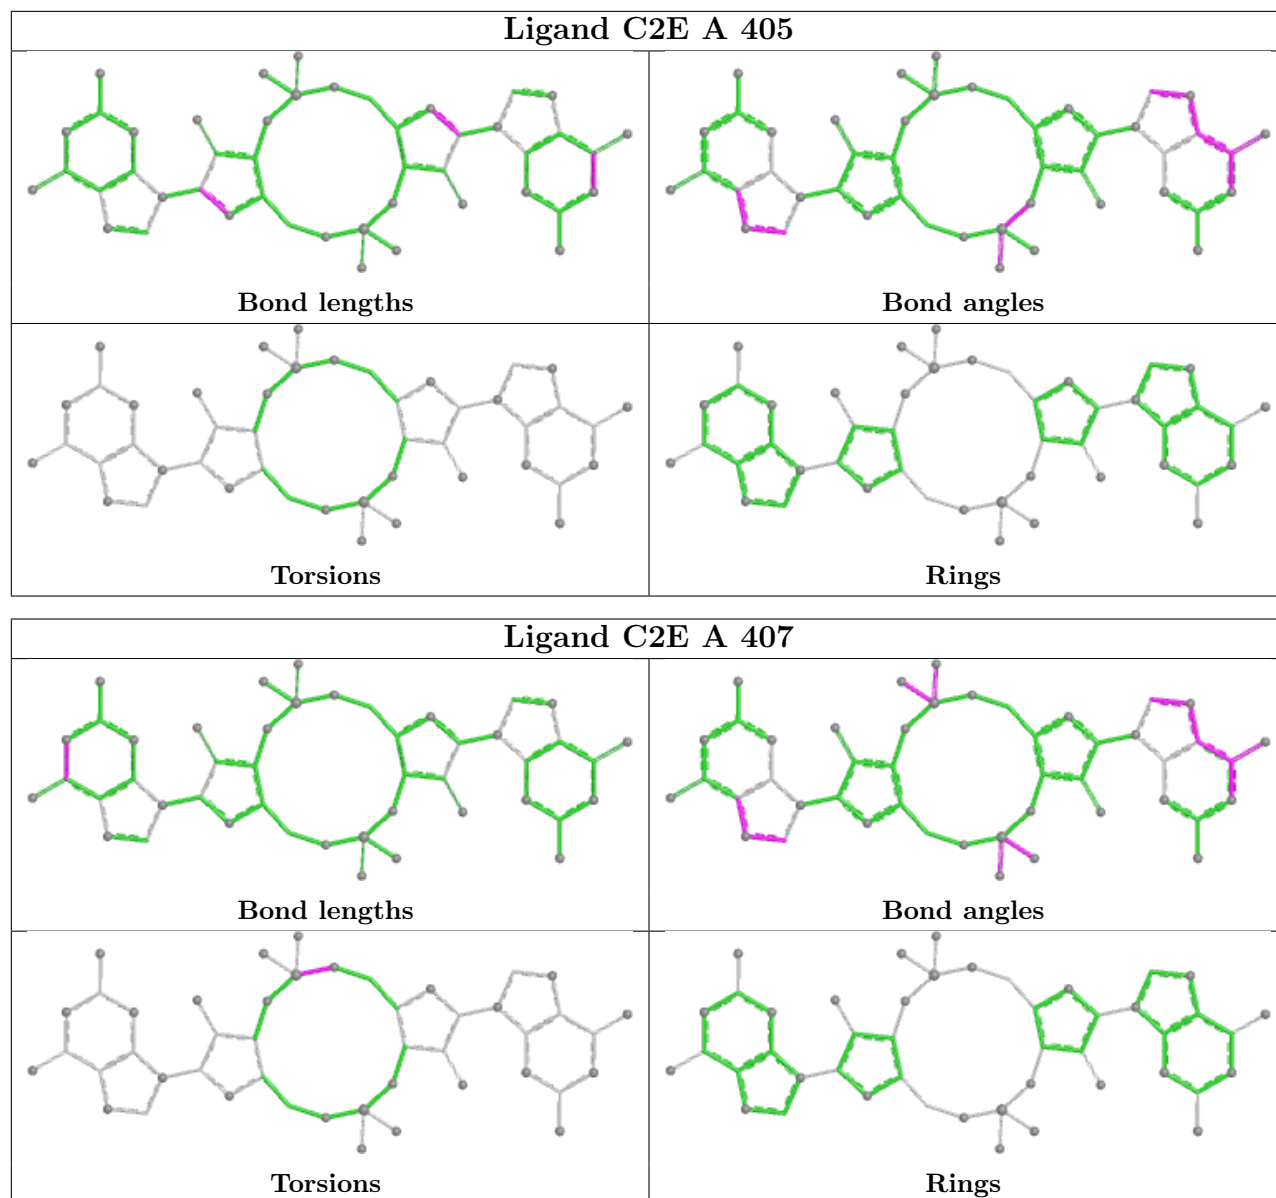 Ligand C2E A 405
Bond lengths
Bond angles
Torsions
Rings
Ligand C2E A 407
Bond lengths
Bond angles
Torsions
Rings